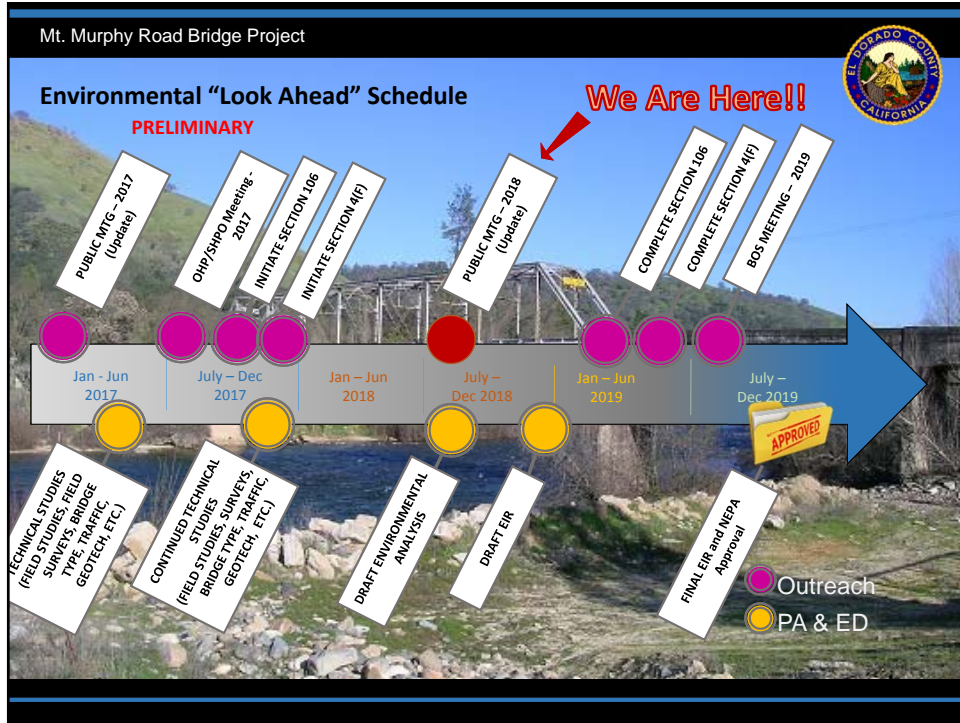 Mt. Murphy Road Bridge Project
EL DORADO COUNTY
CALIFORNIA
Environmental “Look Ahead” Schedule
PRELIMINARY
We Are Here!!
PUBLIC MTG – 2017
(Update)
OHP/SHPO Meeting -
2017
INITIATE SECTION 106
INITIATE SECTION 4(F)
PUBLIC MTG – 2018
(Update)
COMPLETE SECTION 106
COMPLETE SECTION 4(F)
BOS MEETING – 2019
Jan - Jun
2017
July – Dec
2017
Jan – Jun
2018
July –
Dec 2018
Jan – Jun
2019
July –
Dec 2019
APPROVED
TECHNICAL STUDIES
(FIELD STUDIES, FIELD
SURVEYS, BRIDGE
TYPE, TRAFFIC,
GEOTECH, ETC.)
CONTINUED TECHNICAL
STUDIES
(FIELD STUDIES, SURVEYS,
BRIDGE TYPE, TRAFFIC,
GEOTECH, ETC.)
DRAFT ENVIRONMENTAL
ANALYSIS
DRAFT EIR
FINAL EIR and NEPA
Approval
Outreach
PA & ED